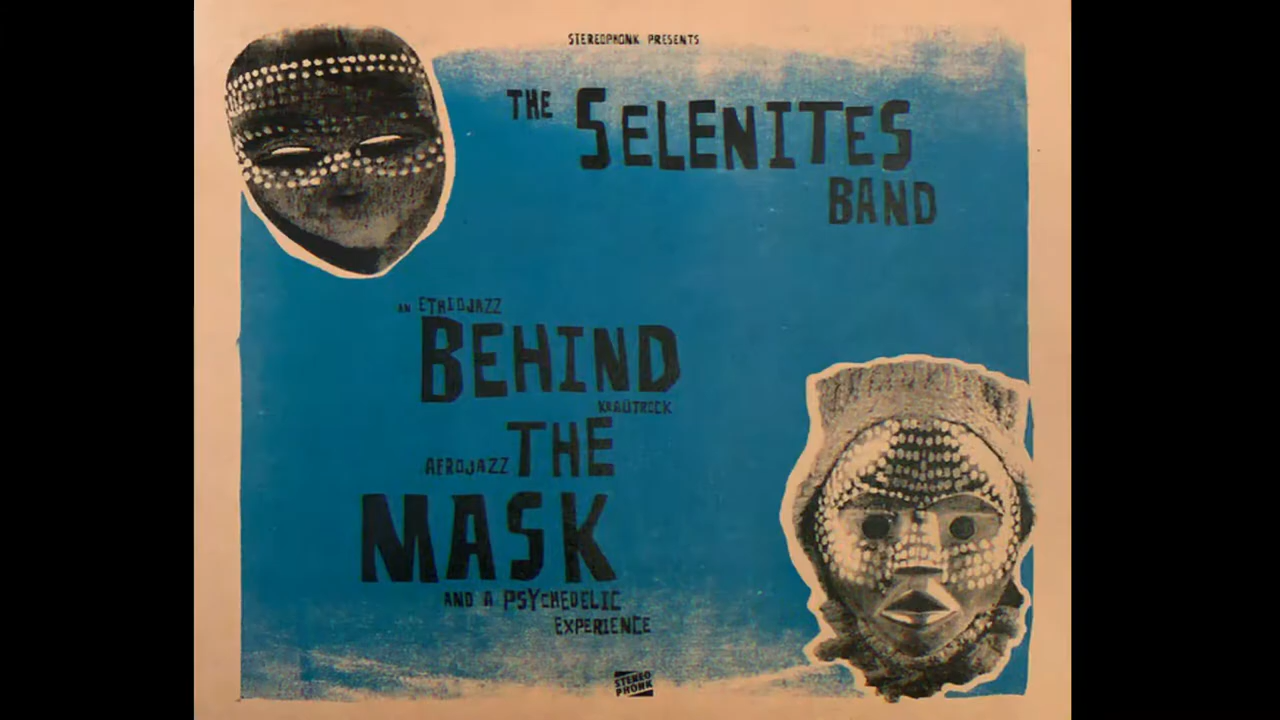 STEREOPHONK PRESENTS
THE SELENITES
BAND
AN ETHIOJAZZ
BEHIND
KRAUTROCK
AFROJAZZ THE
MASK
AND A PSYCHEDELIC
EXPERIENCE
STEREO
PHONK